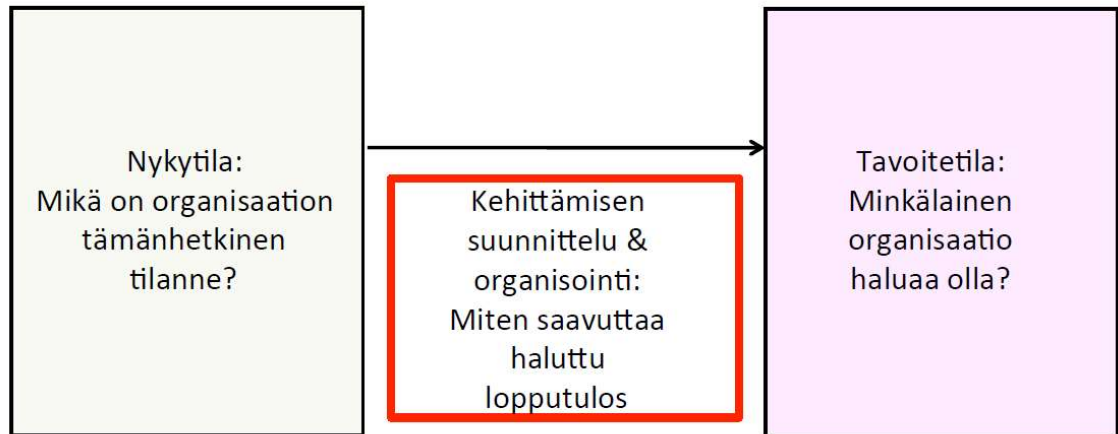 Nykytila:
Mikä on organisaation
tämänhetkinen
tilanne?
Kehittämisen
suunnittelu &
organisointi:
Miten saavuttaa
haluttu
lopputulos
Tavoitetila:
Minkälainen
organisaatio
haluaa olla?